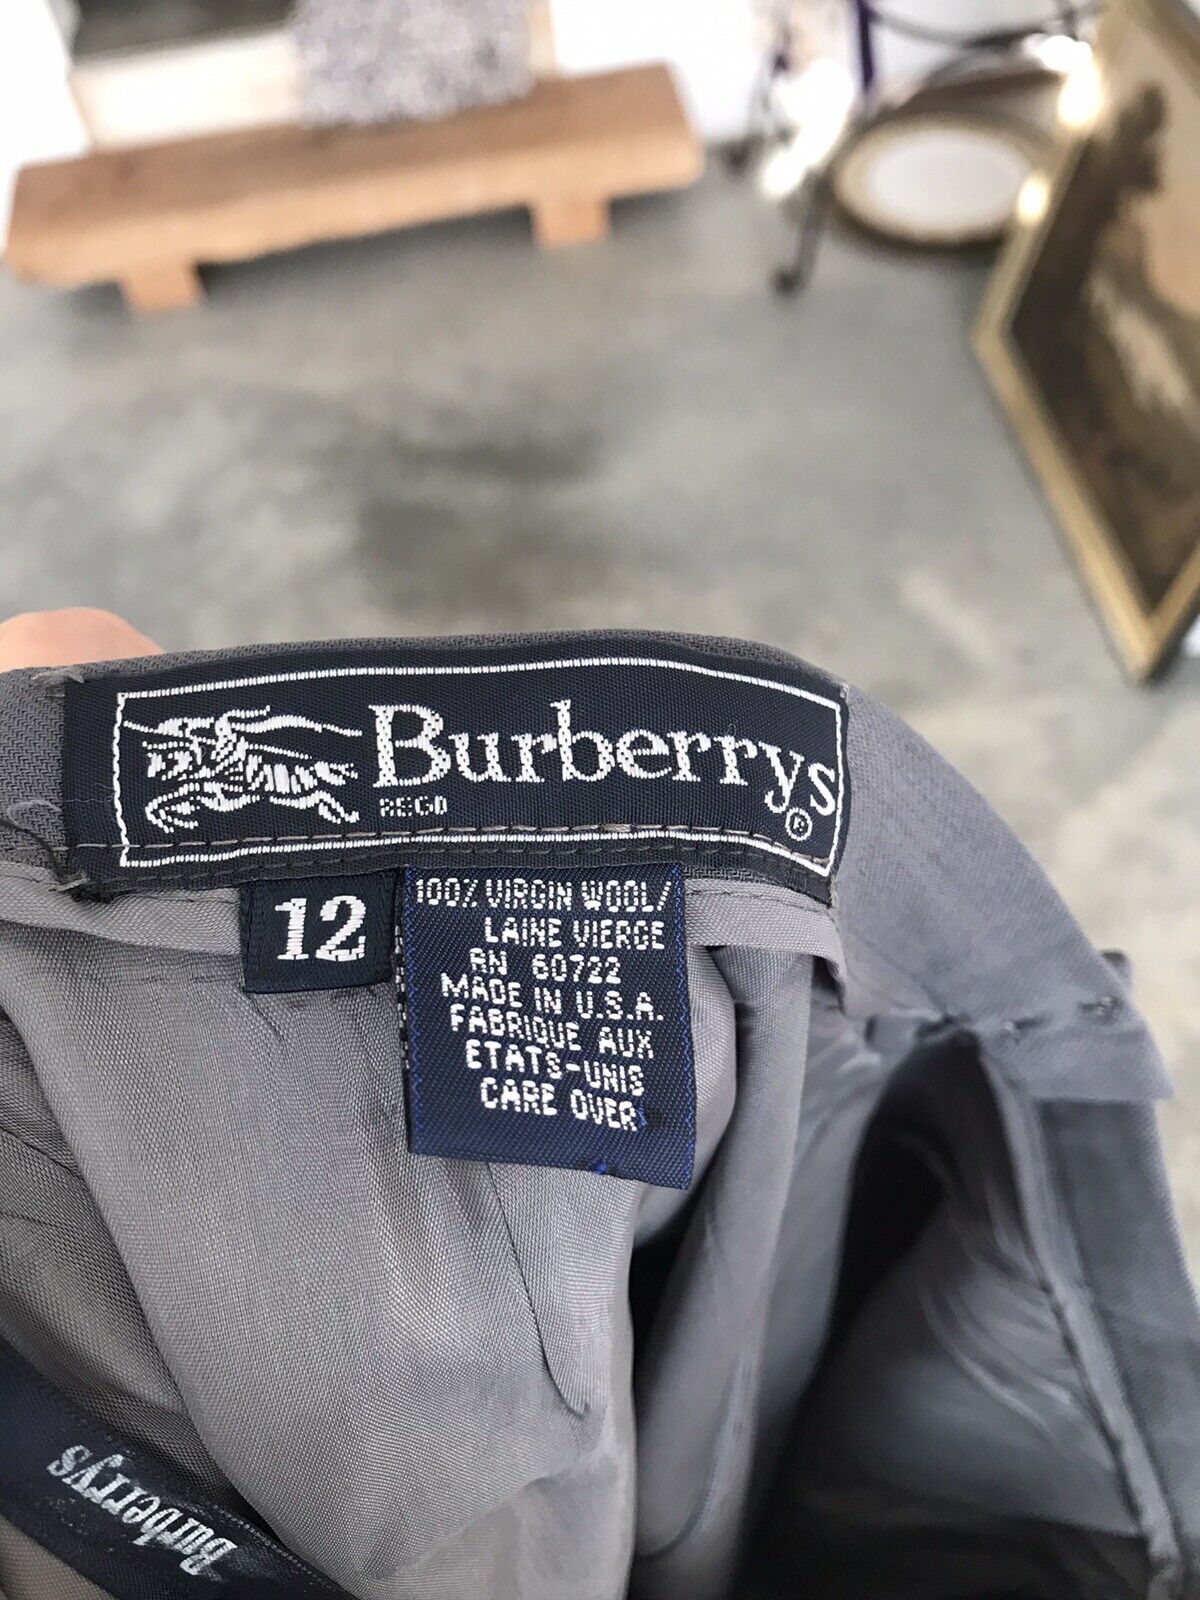 Burberrys
REGD ®
12
100% VIRGIN WOOL/
LAINE VIERGE
RN 60722
MADE IN U.S.A.
FABRIQUE AUX
ETATS-UNIS
CARE OVER
Burberrys